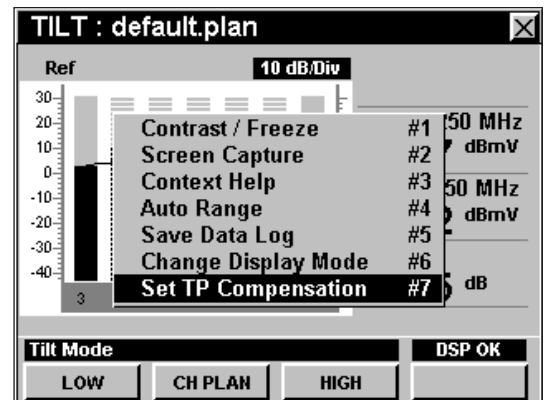 TILT : default.plan
Ref 10 dB/Div
30
20
10
0
-10
-20
-30
-40
3
Contrast / Freeze #1
Screen Capture #2
Context Help #3
Auto Range #4
Save Data Log #5
Change Display Mode #6
Set TP Compensation #7
50 MHz
dBmV
50 MHz
dBmV
dB
Tilt Mode DSP OK
LOW CH PLAN HIGH